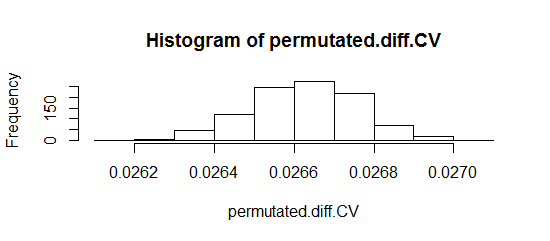 Histogram of permutated.diff.CV
Frequency
150
0
0.0262 0.0264 0.0266 0.0268 0.0270
permutated.diff.CV